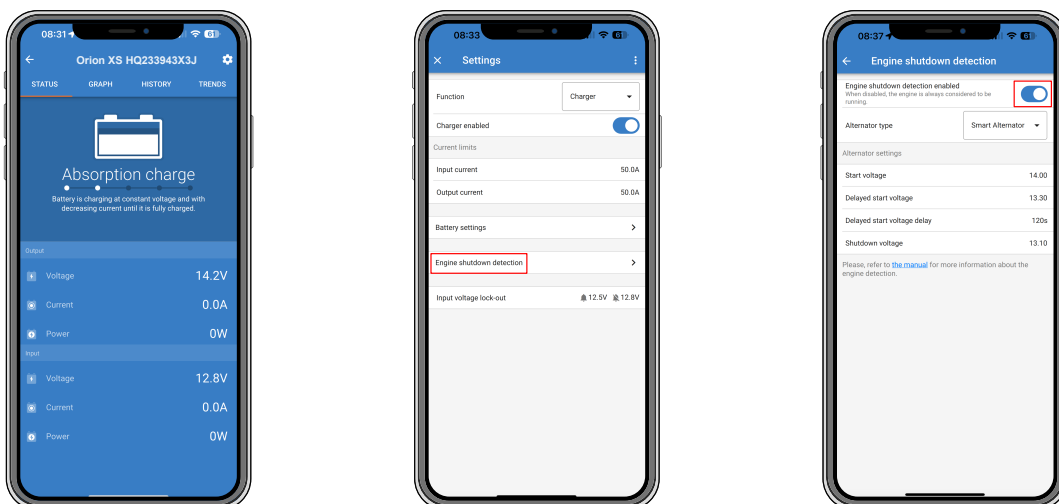 08:31
61
Orion XS HQ233943X3J
STATUS GRAPH HISTORY TRENDS
Absorption charge
Battery is charging at constant voltage and with
decreasing current until it is fully charged.
Output
Voltage 14.2V
Current 0.0A
Power 0W
Input
Voltage 12.8V
Current 0.0A
Power 0W
08:33
61
Settings
Function Charger
Charger enabled
Current limits
Input current 50.0A
Output current 50.0A
Battery settings
Engine shutdown detection
Input voltage lock-out 12.5V 12.8V
08:37
61
Engine shutdown detection
Engine shutdown detection enabled
When disabled, the engine is always considered to be
running.
Alternator type Smart Alternator
Alternator settings
Start voltage 14.00
Delayed start voltage 13.30
Delayed start voltage delay 120s
Shutdown voltage 13.10
Please, refer to the manual for more information about the
engine detection.